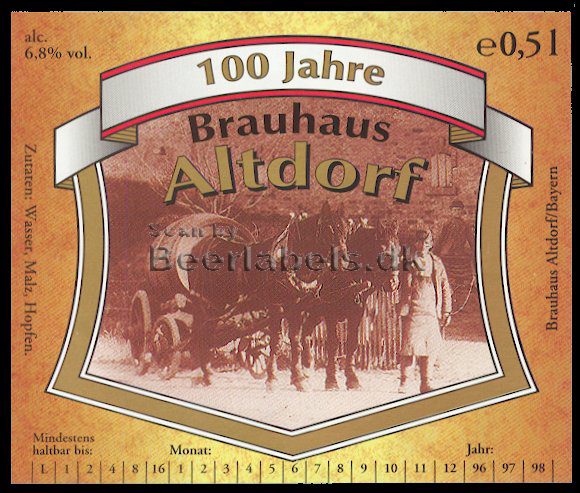 alc.
6,8% vol.
e0,5 l
100 Jahre
Brauhaus
Altdorf
Zutaten: Wasser, Malz, Hopfen.
Scan by
Beerlabels.dk
Brauhaus Altdorf/Bayern
Mindestens
haltbar bis:
Monat:
Jahr:
L 1 2 4 8 16 1 2 3 4 5 6 7 8 9 10 11 12 96 97 98